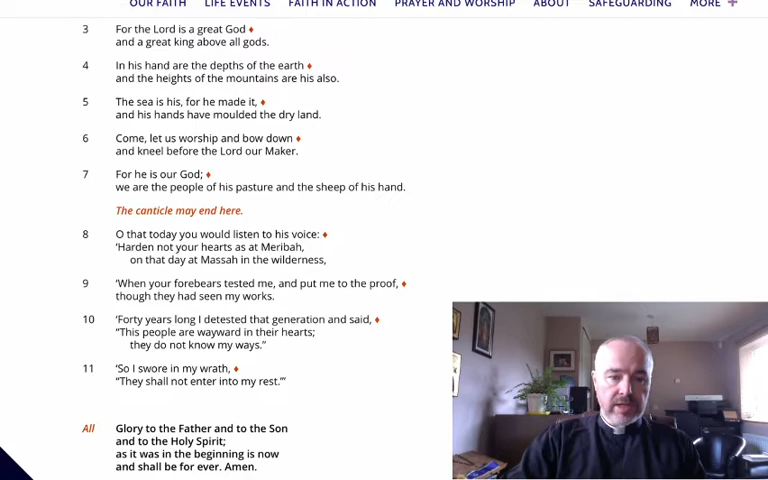 OUR FAITH LIFE EVENTS FAITH IN ACTION PRAYER AND WORSHIP ABOUT SAFEGUARDING MORE +
3 For the Lord is a great God ♦
and a great king above all gods.
4 In his hand are the depths of the earth ♦
and the heights of the mountains are his also.
5 The sea is his, for he made it, ♦
and his hands have moulded the dry land.
6 Come, let us worship and bow down ♦
and kneel before the Lord our Maker.
7 For he is our God; ♦
we are the people of his pasture and the sheep of his hand.
The canticle may end here.
8 O that today you would listen to his voice: ♦
‘Harden not your hearts as at Meribah,
on that day at Massah in the wilderness,
9 ‘When your forebears tested me, and put me to the proof, ♦
though they had seen my works.
10 ‘Forty years long I detested that generation and said, ♦
“This people are wayward in their hearts;
they do not know my ways.”
11 ‘So I swore in my wrath, ♦
“They shall not enter into my rest.”’
All Glory to the Father and to the Son
and to the Holy Spirit;
as it was in the beginning is now
and shall be for ever. Amen.